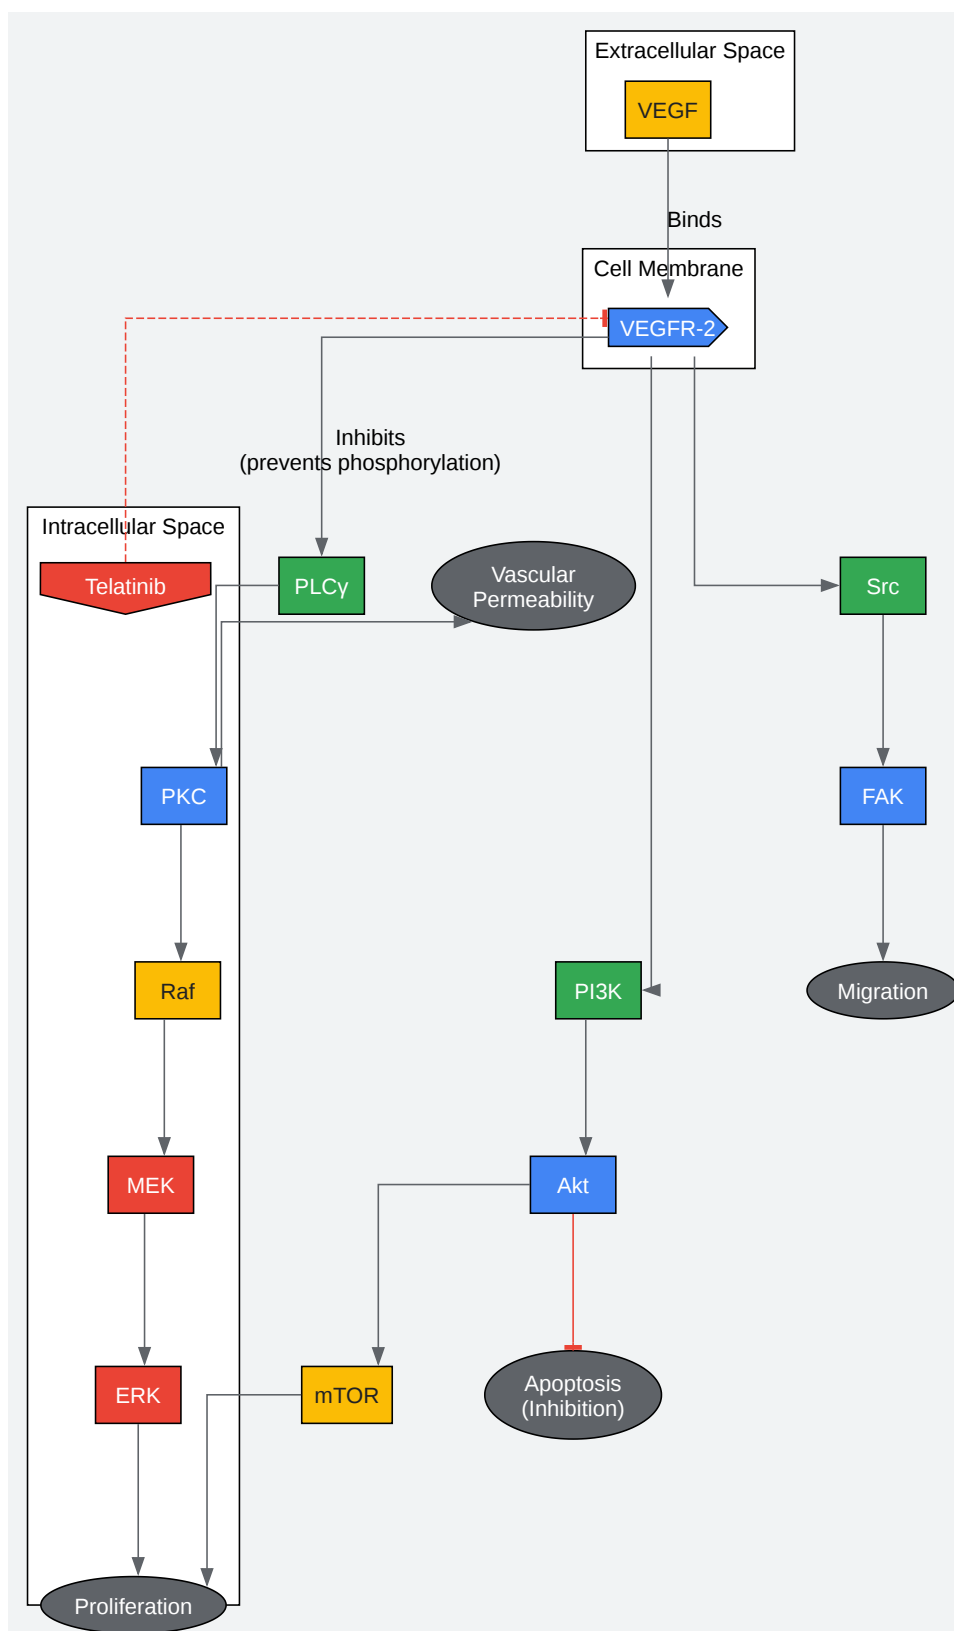 Extracellular Space
VEGF
Binds
Cell Membrane
VEGFR-2
Inhibits
(prevents phosphorylation)
Intracellular Space
Telatinib
PLCγ
Vascular
Permeability
Src
PKC
FAK
Raf
PI3K
Migration
MEK
Akt
ERK
mTOR
Apoptosis
(Inhibition)
Proliferation